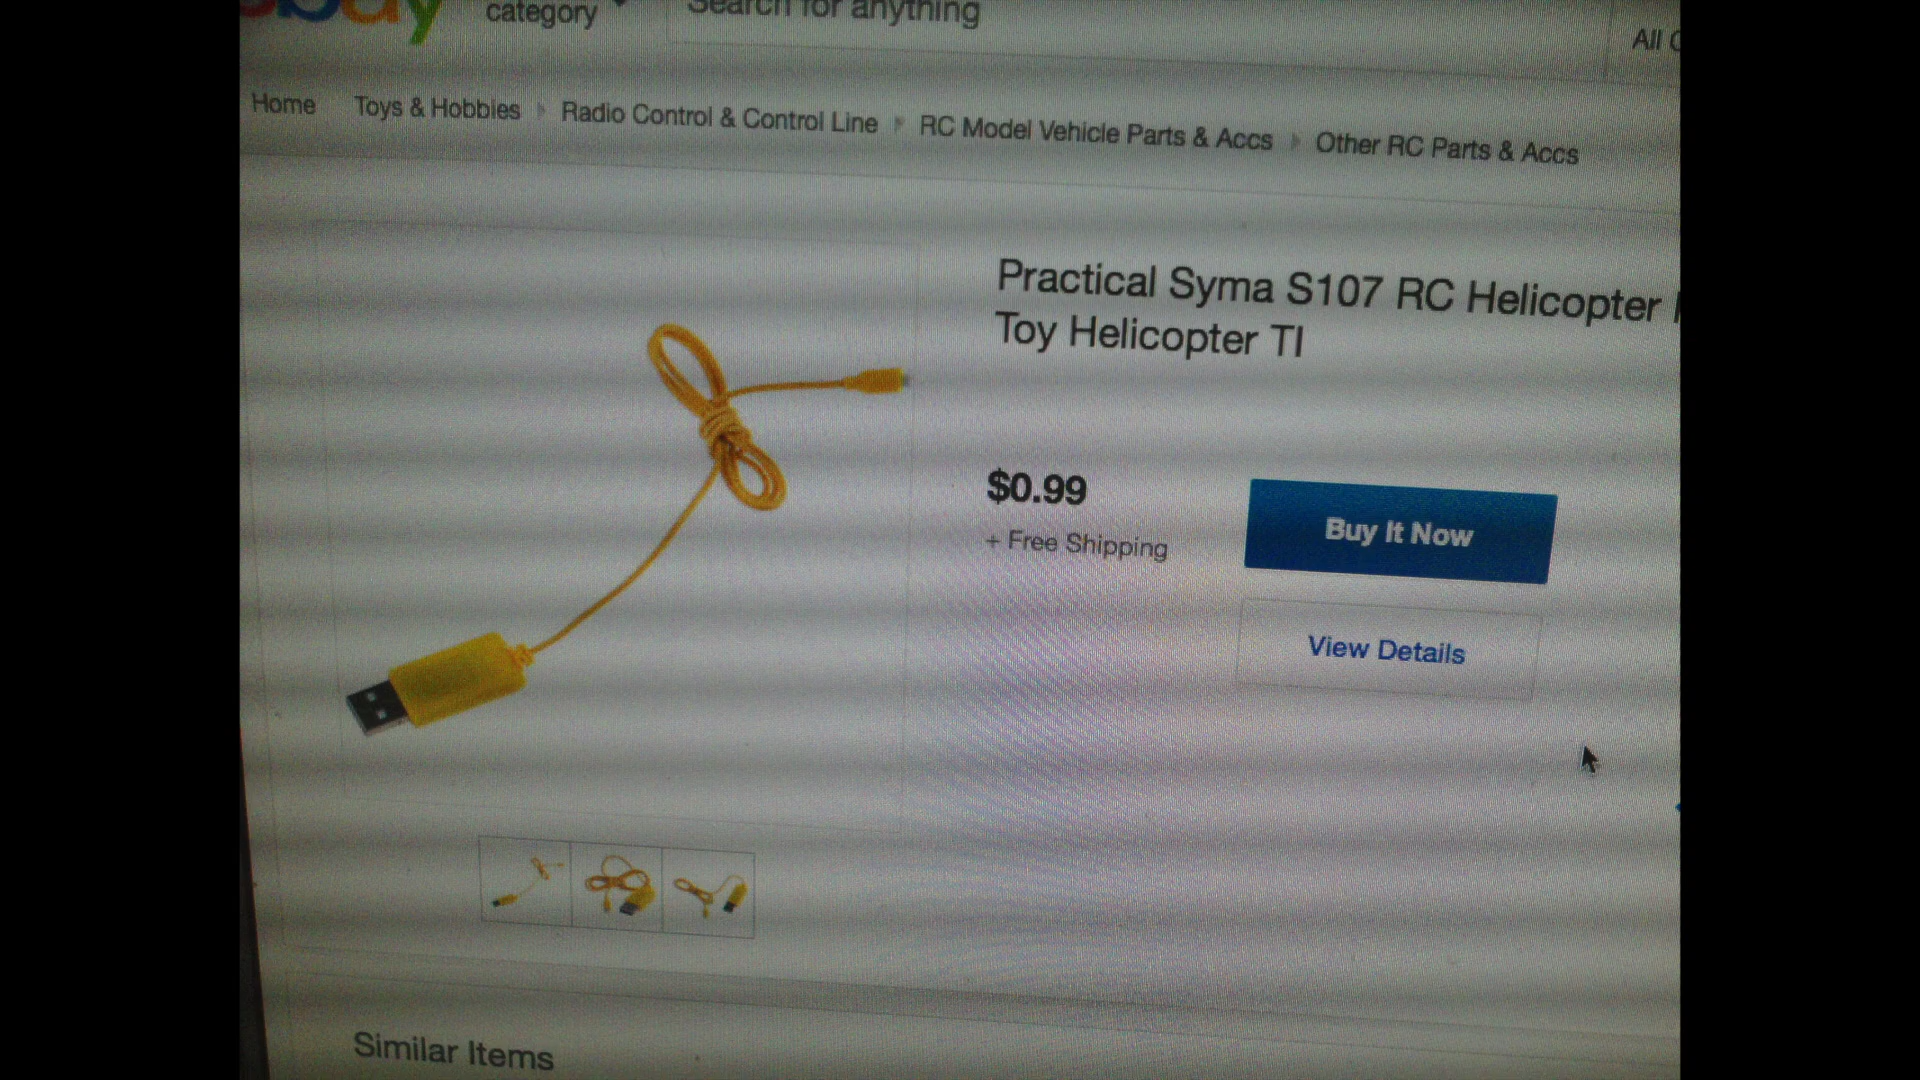 ebay
category
Search for anything
All
Home Toys & Hobbies Radio Control & Control Line RC Model Vehicle Parts & Accs Other RC Parts & Accs
Practical Syma S107 RC Helicopter
Toy Helicopter TI
$0.99
+ Free Shipping
Buy It Now
View Details
Similar Items